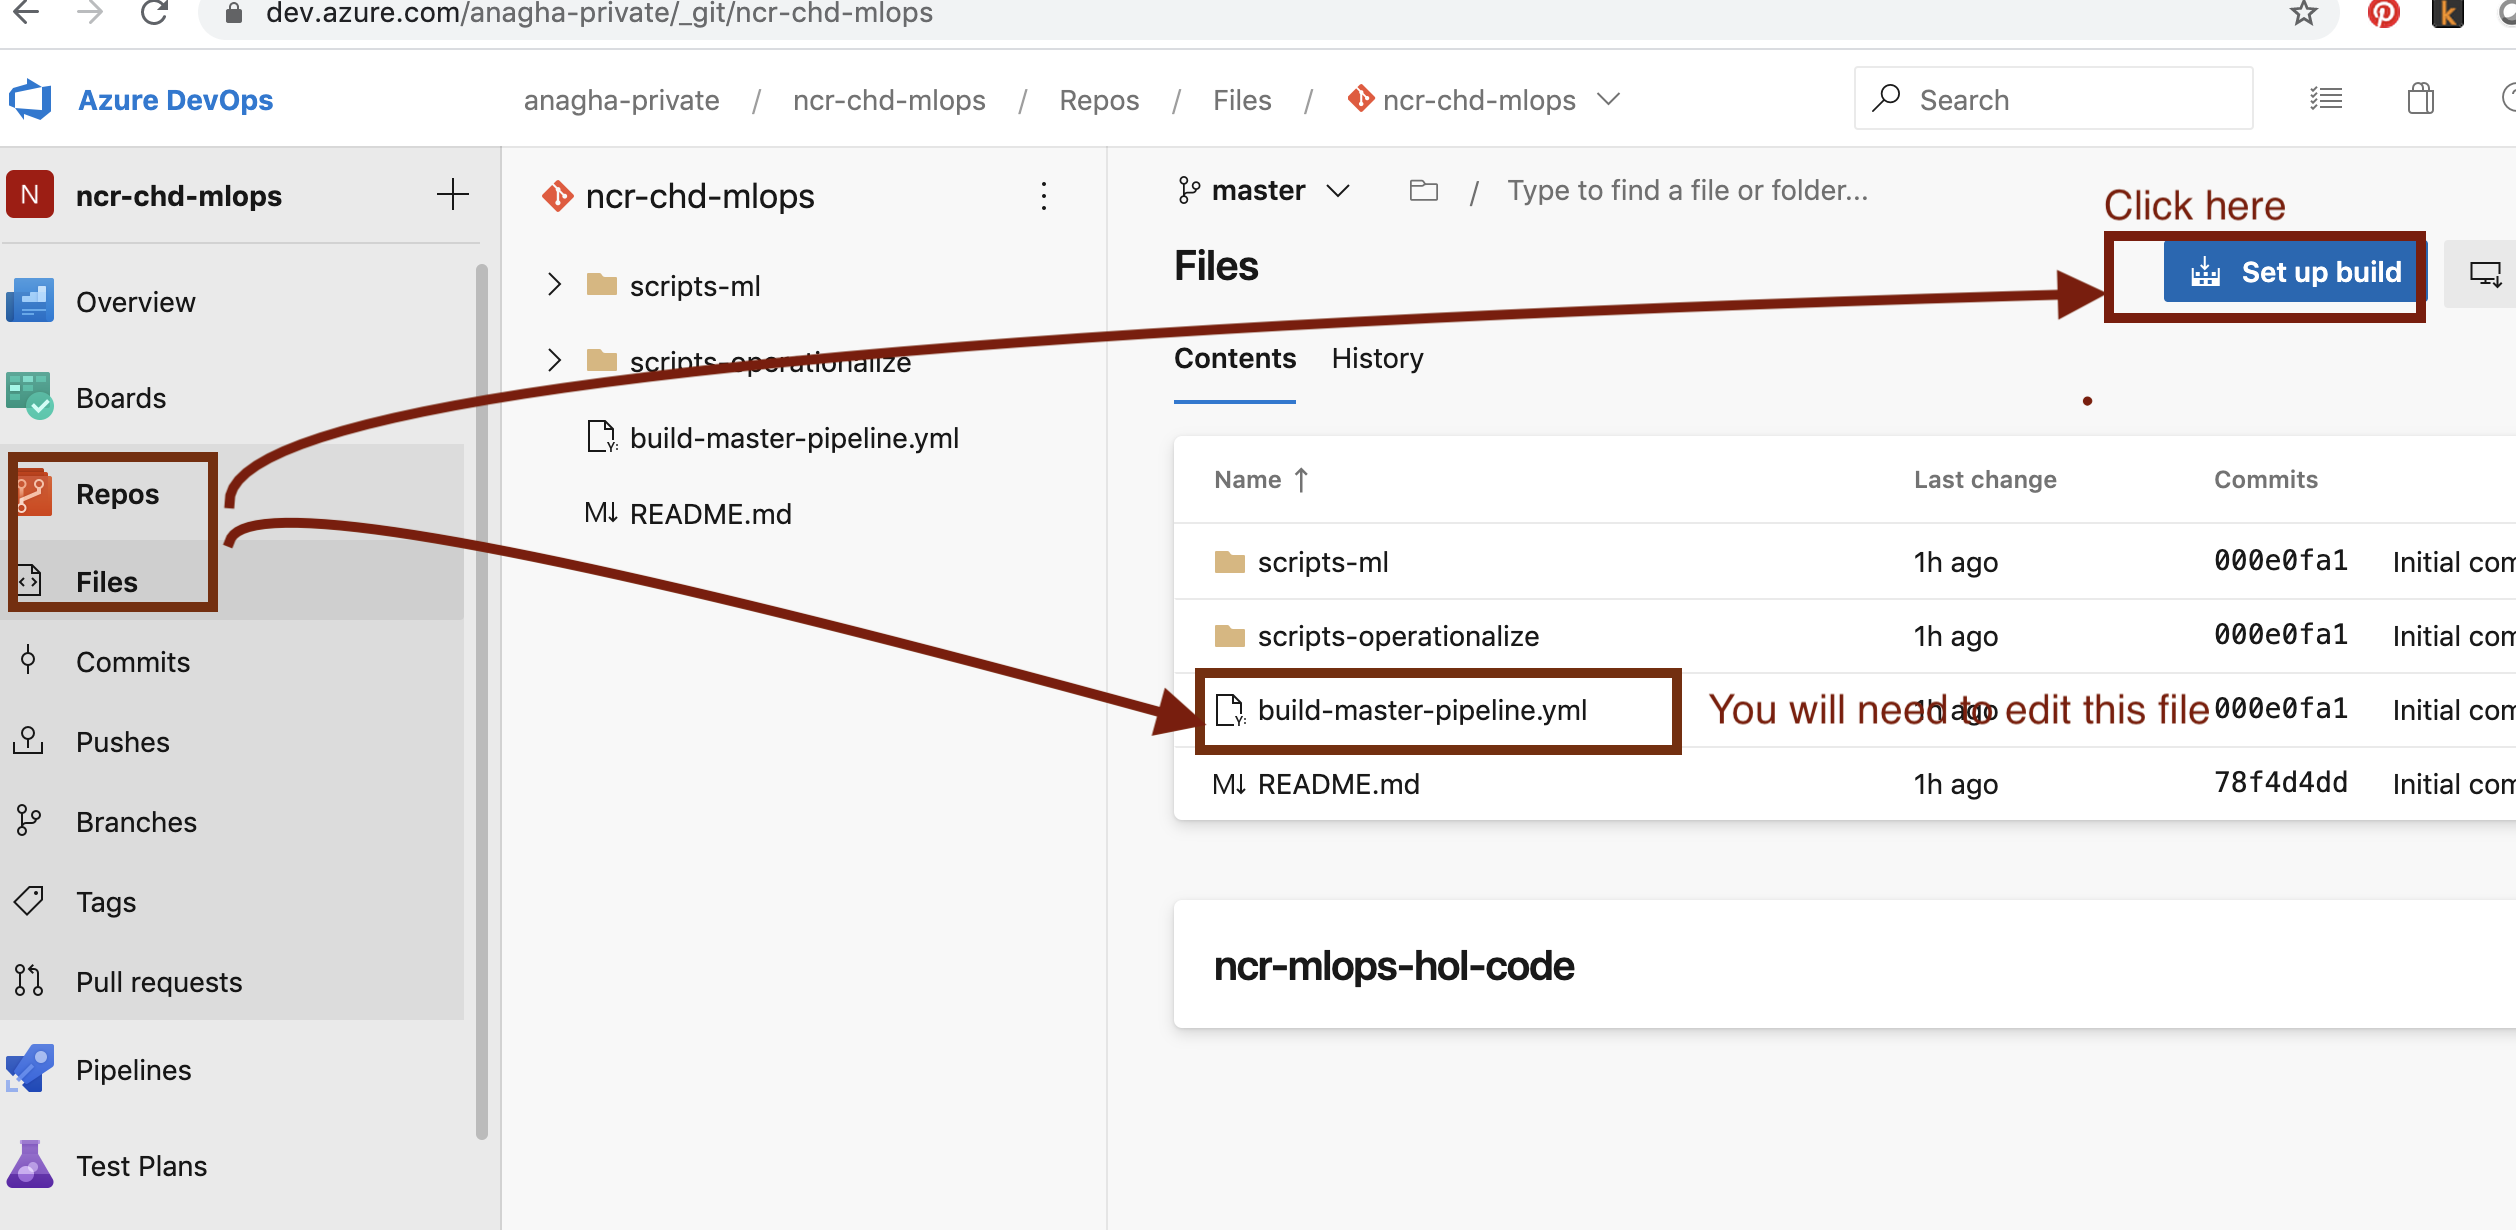 dev.azure.com/anagha-private/_git/ncr-chd-mlops
Azure DevOps
anagha-private / ncr-chd-mlops / Repos / Files / ncr-chd-mlops
Search
N ncr-chd-mlops
Overview
Boards
Repos
Files
Commits
Pushes
Branches
Tags
Pull requests
Pipelines
Test Plans
ncr-chd-mlops
scripts-ml
scripts-operationalize
build-master-pipeline.yml
README.md
master / Type to find a file or folder...
Click here
Files
Set up build
Contents History
Name Last change Commits
scripts-ml 1h ago 000e0fa1 Initial com
scripts-operationalize 1h ago 000e0fa1 Initial com
build-master-pipeline.yml 1h ago 000e0fa1 Initial com
You will need to edit this file
README.md 1h ago 78f4d4dd Initial com
ncr-mlops-hol-code